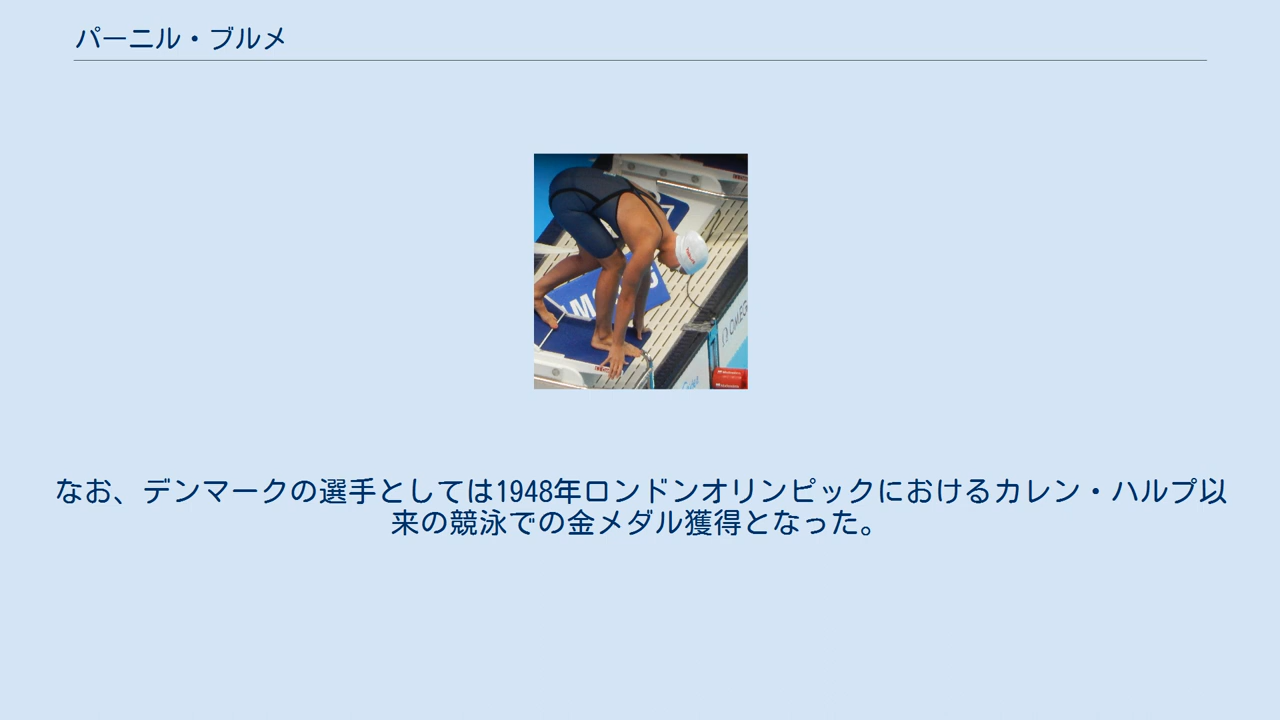 パーニル・ブルメ
なお、デンマークの選手としては1948年ロンドンオリンピックにおけるカレン・ハルプ以
来の競泳での金メダル獲得となった。